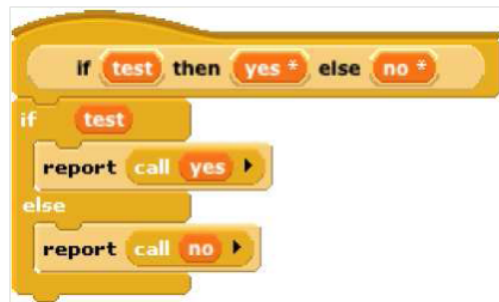 if test then yes * else no *
if test
report call yes
else
report call no